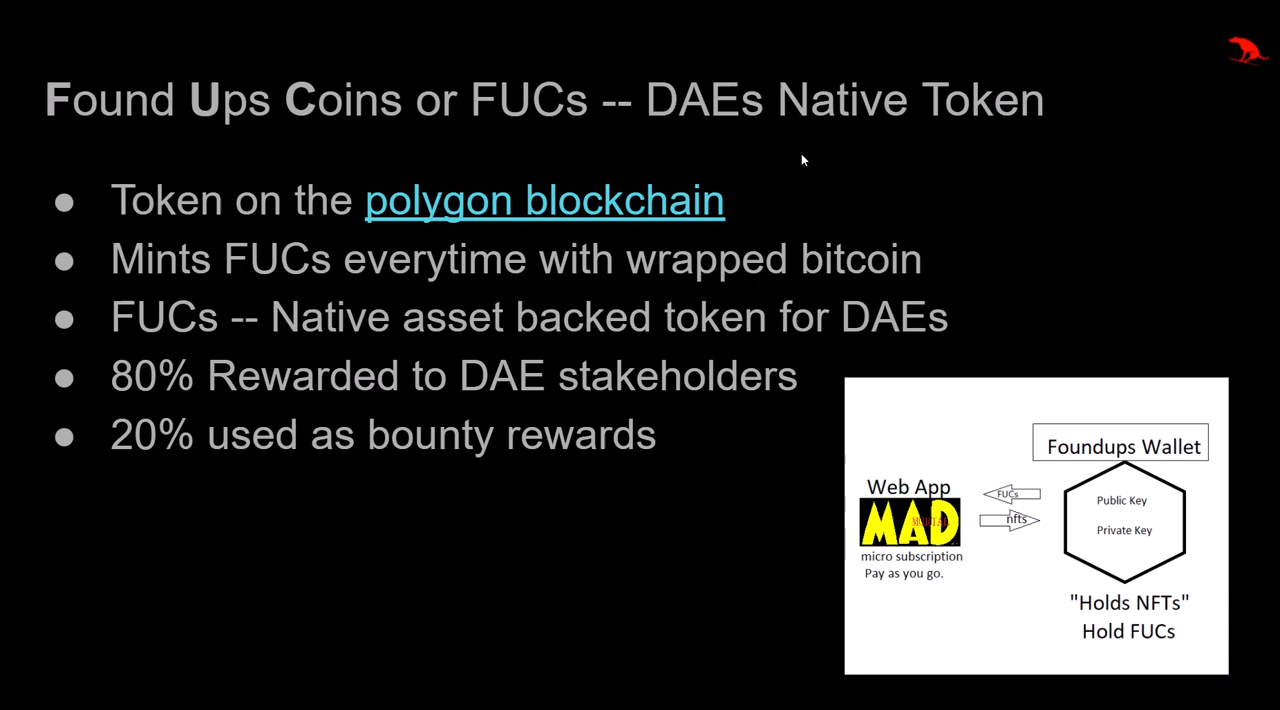 Found Ups Coins or FUCs -- DAEs Native Token
● Token on the polygon blockchain
● Mints FUCs everytime with wrapped bitcoin
● FUCs -- Native asset backed token for DAEs
● 80% Rewarded to DAE stakeholders
● 20% used as bounty rewards
Foundups Wallet
Web App
MAD
micro subscription
Pay as you go.
FUCs
nfts
Public Key
Private Key
"Holds NFTs"
Hold FUCs